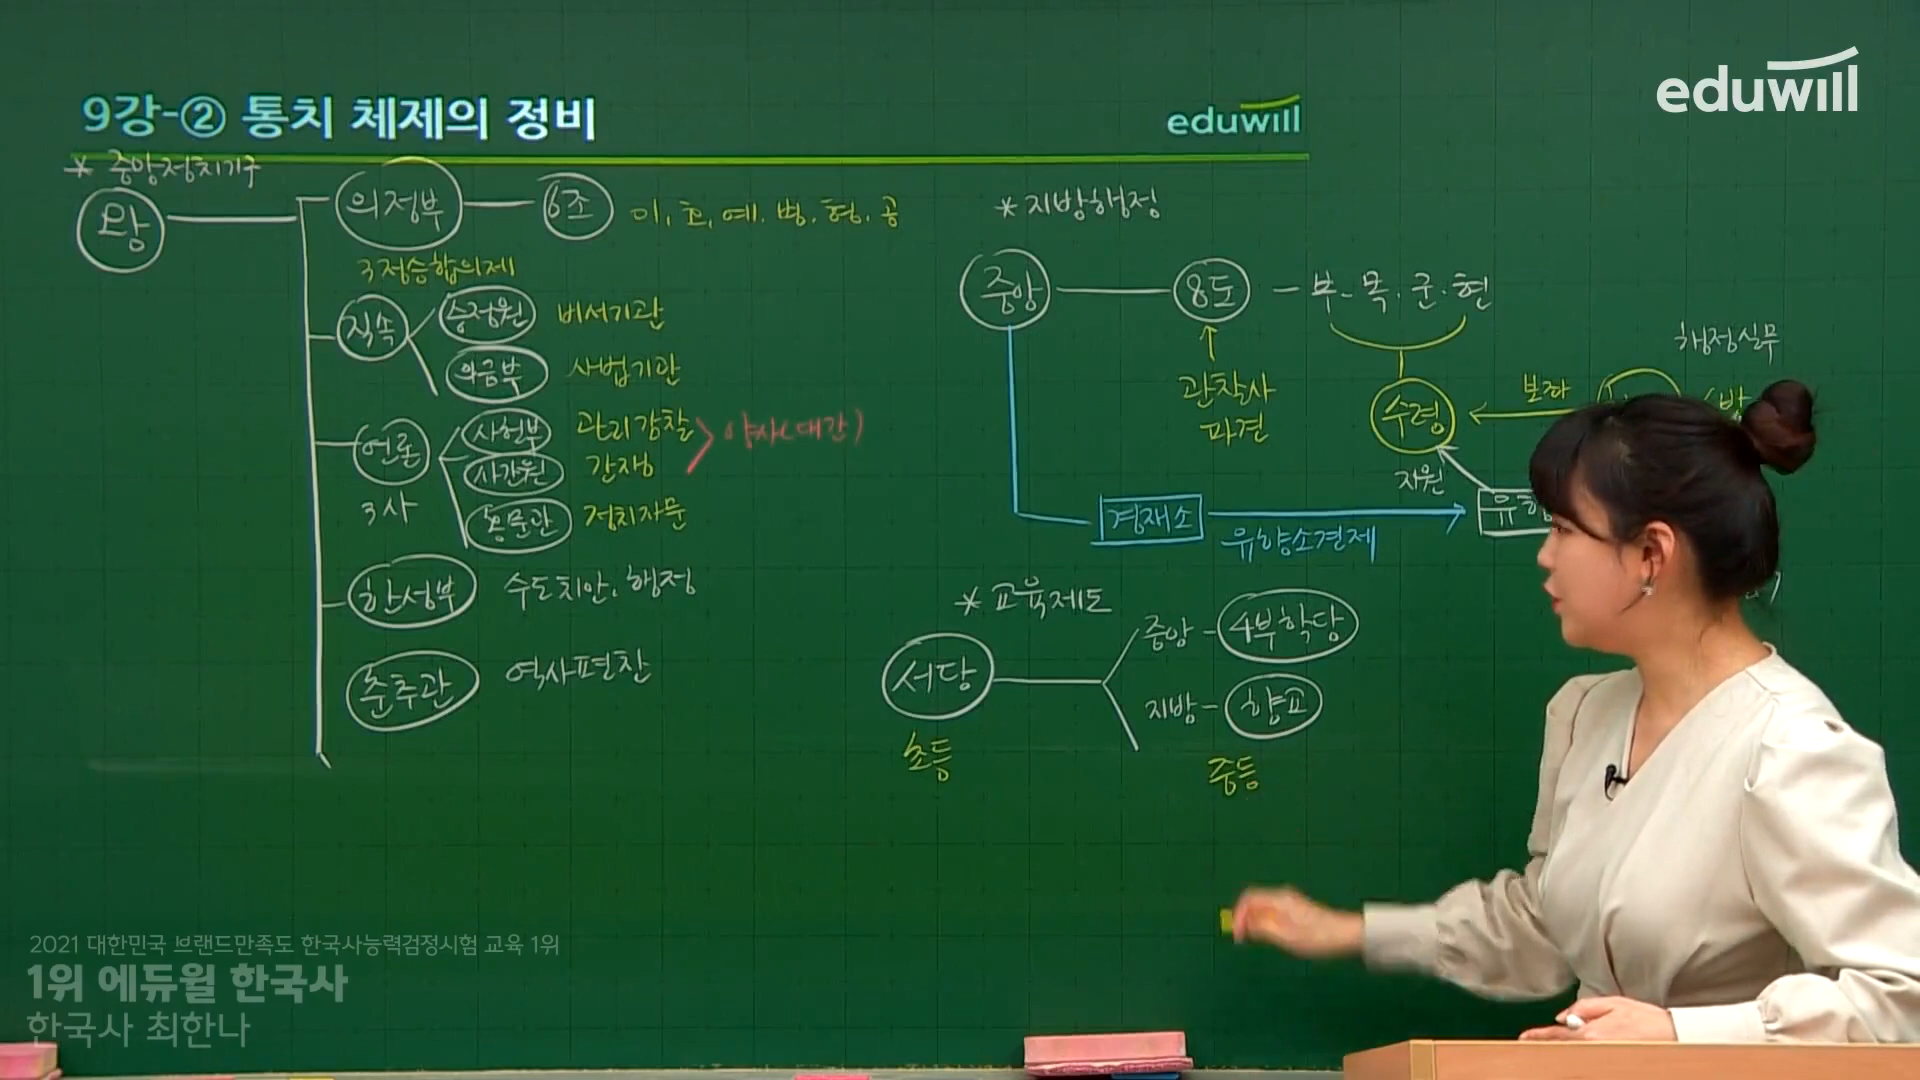 eduwill
9강-② 통치 체제의 정비
eduwill
* 중앙정치기구
왕
의정부
6조
이, 호, 예. 병. 형. 공
3정승합의제
직속
승정원 비서기관
의금부 사법기관
언론
3사
사헌부 관리감찰
사간원 간쟁
홍문관 정치자문
양사(대간)
한성부 수도치안, 행정
춘추관 역사편찬
* 지방행정
중앙
8도
부. 목. 군. 현
관찰사
파견
수령
보좌
행정실무
자원
경재소
유향소견제
유향
* 교육제도
서당
초등
중앙 - 4부학당
지방 - 향교
중등
2021 대한민국 브랜드만족도 한국사능력검정시험 교육 1위
1위 에듀윌 한국사
한국사 최한나